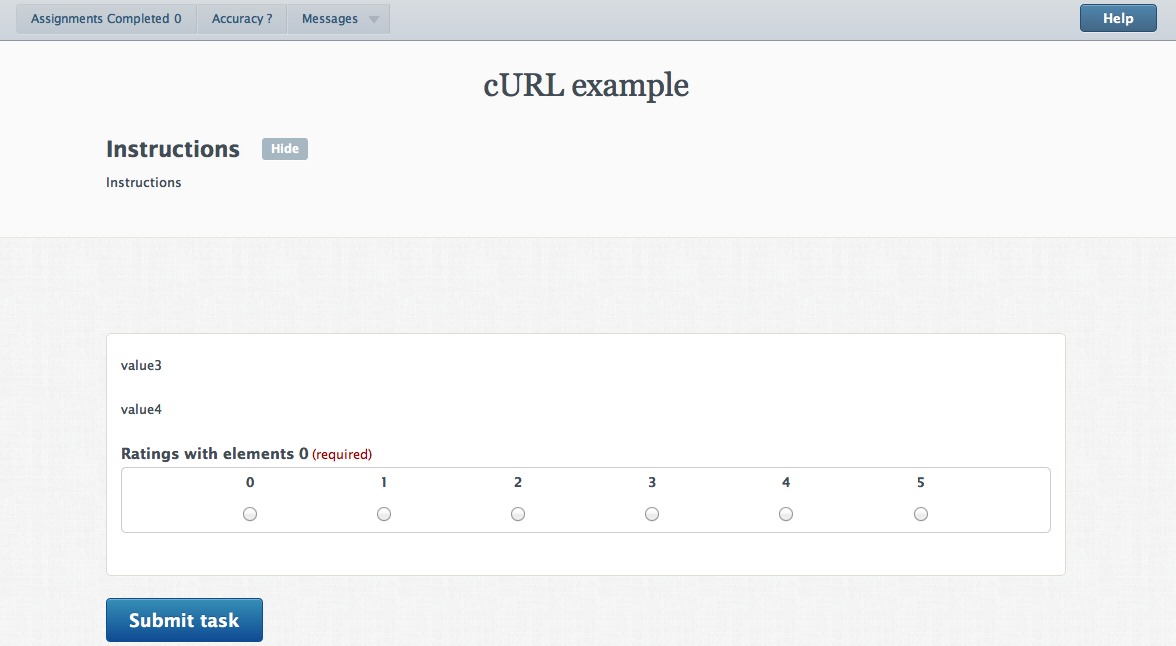 Assignments Completed 0 Accuracy ? Messages Help
cURL example
Instructions Hide
Instructions
value3
value4
Ratings with elements 0 (required)
0 1 2 3 4 5
Submit task